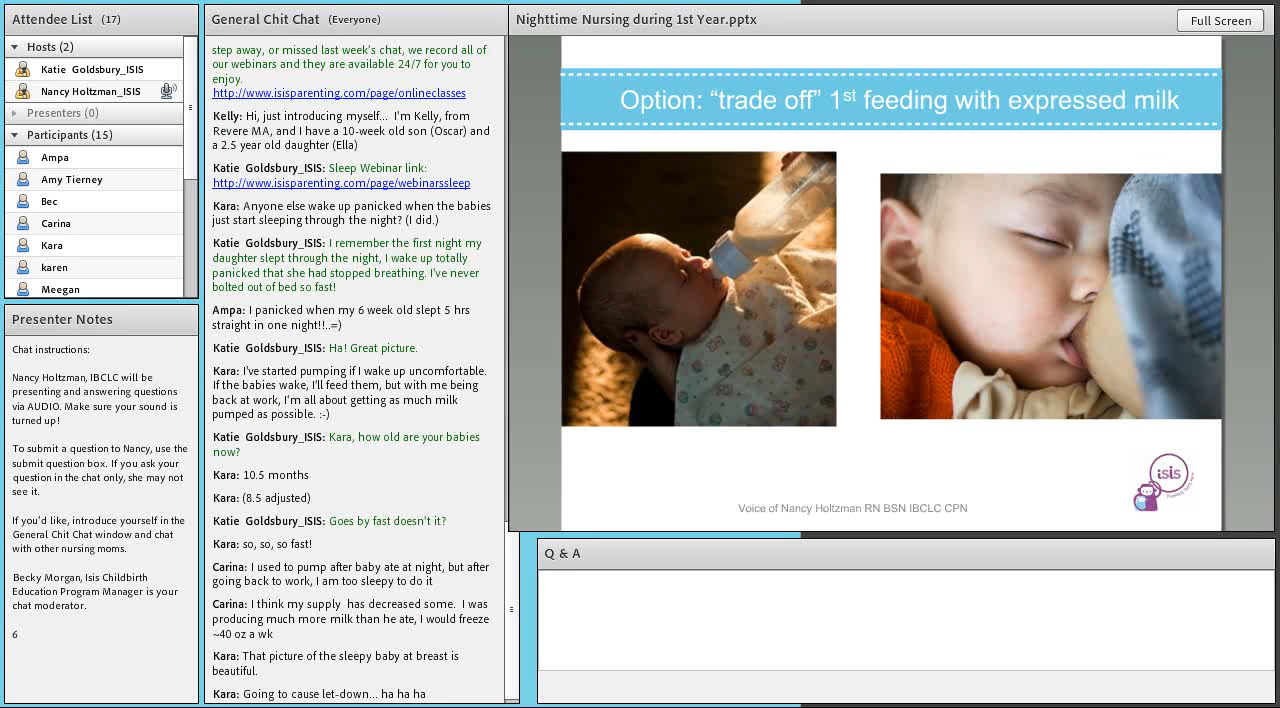 Attendee List (17)
Hosts (2)
Katie Goldsbury_ISIS
Nancy Holtzman_ISIS
Presenters (0)
Participants (15)
Ampa
Amy Tierney
Bec
Carina
Kara
karen
Meegan
Presenter Notes
Chat instructions:
Nancy Holtzman, IBCLC will be
presenting and answering questions
via AUDIO. Make sure your sound is
turned up!
To submit a question to Nancy, use the
submit question box. If you ask your
question in the chat only, she may not
see it.
If you'd like, introduce yourself in the
General Chit Chat window and chat
with other nursing moms.
Becky Morgan, Isis Childbirth
Education Program Manager is your
chat moderator.
6
General Chit Chat (Everyone)
step away, or missed last week's chat, we record all of
our webinars and they are available 24/7 for you to
enjoy.
http://www.isisparenting.com/page/onlineclasses
Kelly: Hi, just introducing myself... I'm Kelly, from
Revere MA, and I have a 10-week old son (Oscar) and
a 2.5 year old daughter (Ella)
Katie Goldsbury_ISIS: Sleep Webinar link:
http://www.isisparenting.com/page/webinarssleep
Kara: Anyone else wake up panicked when the babies
just start sleeping through the night? (I did.)
Katie Goldsbury_ISIS: I remember the first night my
daughter slept through the night, I wake up totally
panicked that she had stopped breathing. I've never
bolted out of bed so fast!
Ampa: I panicked when my 6 week old slept 5 hrs
straight in one night!!..=)
Katie Goldsbury_ISIS: Ha! Great picture.
Kara: I've started pumping if I wake up uncomfortable.
If the babies wake, I'll feed them, but with me being
back at work, I'm all about getting as much milk
pumped as possible. :-)
Katie Goldsbury_ISIS: Kara, how old are your babies
now?
Kara: 10.5 months
Kara: (8.5 adjusted)
Katie Goldsbury_ISIS: Goes by fast doesn't it?
Kara: so, so, so fast!
Carina: I used to pump after baby ate at night, but after
going back to work, I am too sleepy to do it
Carina: I think my supply has decreased some. I was
producing much more milk than he ate, I would freeze
~40 oz a wk
Kara: That picture of the sleepy baby at breast is
beautiful.
Kara: Going to cause let-down... ha ha ha
Nighttime Nursing during 1st Year.pptx
Full Screen
Option: “trade off” 1st feeding with expressed milk
isis
Voice of Nancy Holtzman RN BSN IBCLC CPN
Q & A